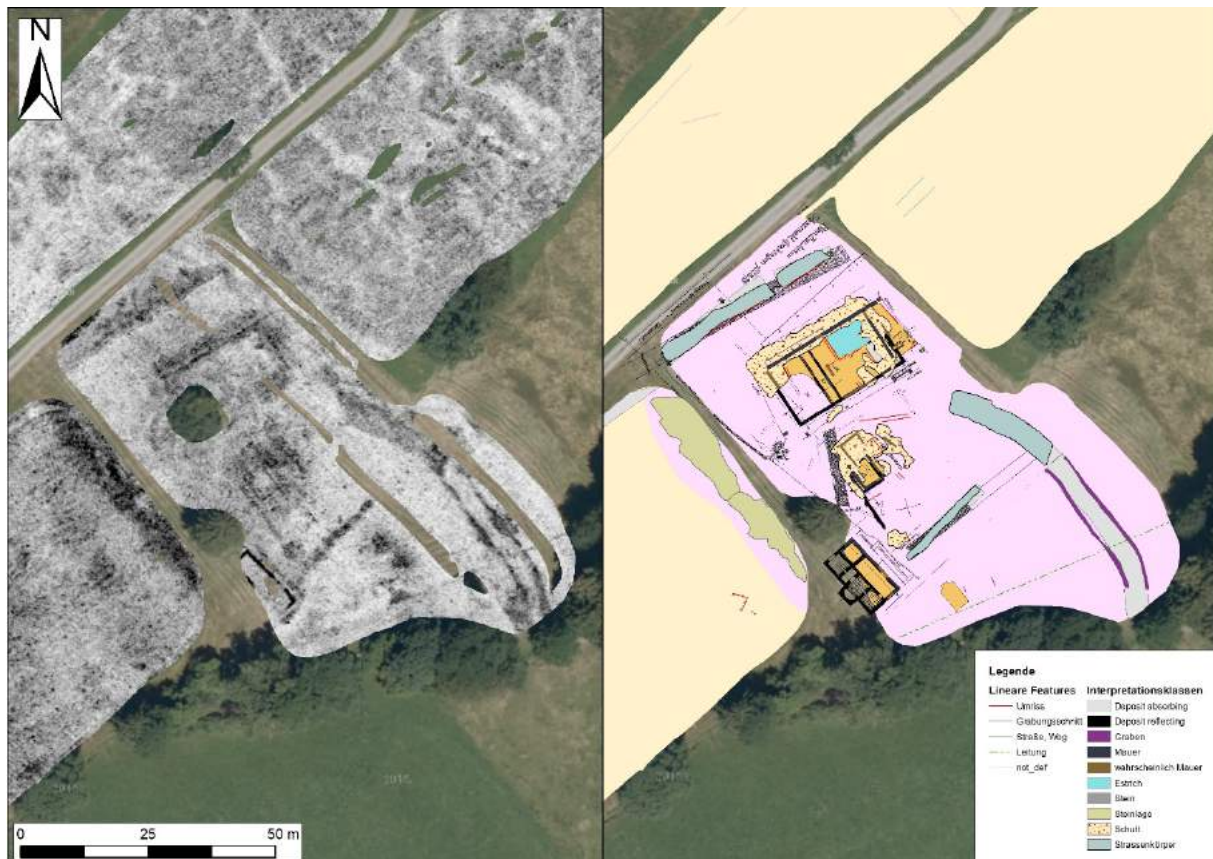 N
0 25 50 m
Legende
Lineare Features Interpretationsklassen
Umriss
Grabungsschnitt
Straße, Weg
Leitung
not_def
Deposit absorbing
Deposit reflecting
Graben
Mauer
wahrscheinlich Mauer
Estrich
Stein
Steinlage
Schutt
Strassenkörper